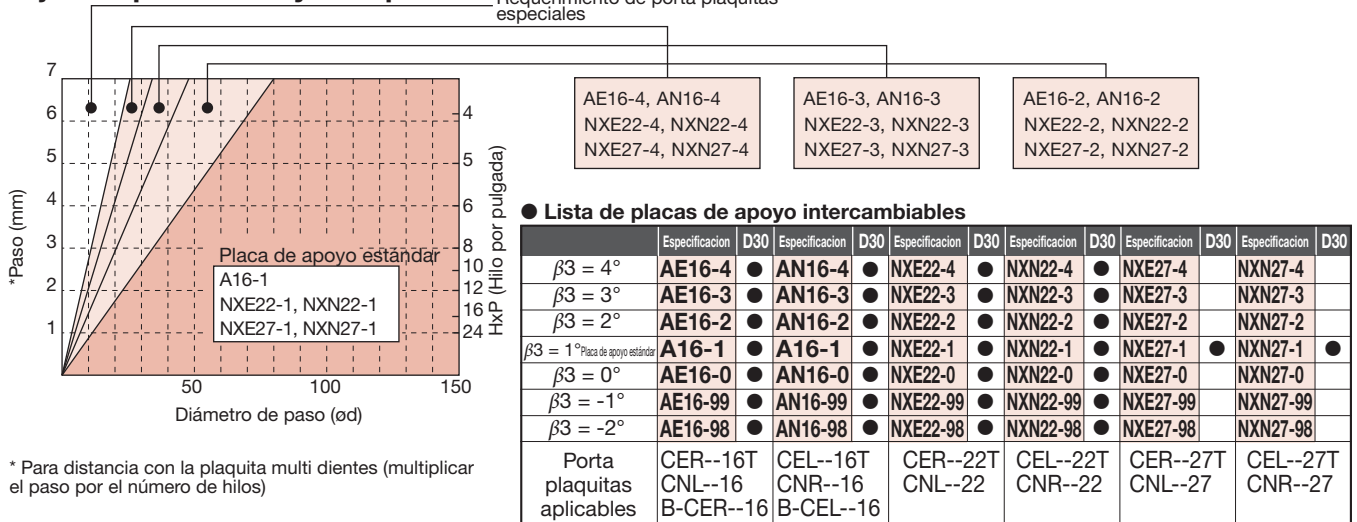 Requerimiento de porta plaquitas
especiales
*Paso (mm)
7
6
5
4
3
2
1
50
100
150
Diámetro de paso (ød)
4
5
6
8
10
12
16
24
HxP (Hilo por pulgada)
Placa de apoyo estándar
A16-1
NXE22-1, NXN22-1
NXE27-1, NXN27-1
AE16-4, AN16-4
NXE22-4, NXN22-4
NXE27-4, NXN27-4
AE16-3, AN16-3
NXE22-3, NXN22-3
NXE27-3, NXN27-3
AE16-2, AN16-2
NXE22-2, NXN22-2
NXE27-2, NXN27-2
* Para distancia con la plaquita multi dientes (multiplicar
el paso por el número de hilos)
● Lista de placas de apoyo intercambiables
Especificacion D30 Especificacion D30 Especificacion D30 Especificacion D30 Especificacion D30 Especificacion D30
β3 = 4° AE16-4 ● AN16-4 ● NXE22-4 ● NXN22-4 ● NXE27-4 NXN27-4
β3 = 3° AE16-3 ● AN16-3 ● NXE22-3 ● NXN22-3 ● NXE27-3 NXN27-3
β3 = 2° AE16-2 ● AN16-2 ● NXE22-2 ● NXN22-2 ● NXE27-2 NXN27-2
β3 = 1° Placa de apoyo estándar A16-1 ● A16-1 ● NXE22-1 ● NXN22-1 ● NXE27-1 ● NXN27-1 ●
β3 = 0° AE16-0 ● AN16-0 ● NXE22-0 ● NXN22-0 ● NXE27-0 NXN27-0
β3 = -1° AE16-99 ● AN16-99 ● NXE22-99 ● NXN22-99 ● NXE27-99 NXN27-99
β3 = -2° AE16-98 ● AN16-98 ● NXE22-98 ● NXN22-98 ● NXE27-98 NXN27-98
Porta CER--16T CEL--16T CER--22T CEL--22T CER--27T CEL--27T
plaquitas CNL--16 CNR--16 CNL--22 CNR--22 CNL--27 CNR--27
aplicables B-CER--16 B-CEL--16